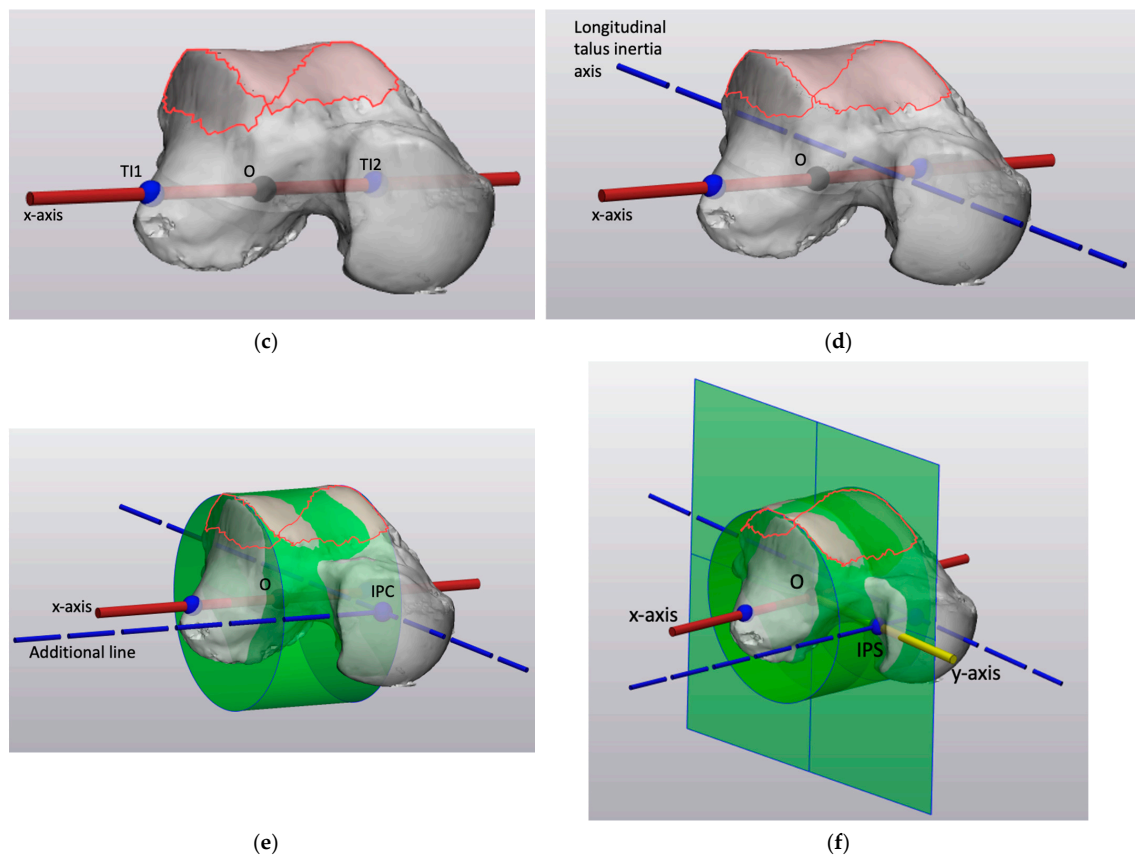 TI1
O
TI2
x-axis
(c)
Longitudinal
talus inertia
axis
O
x-axis
(d)
x-axis
O
IPC
Additional line
(e)
O
x-axis
IPS
y-axis
(f)